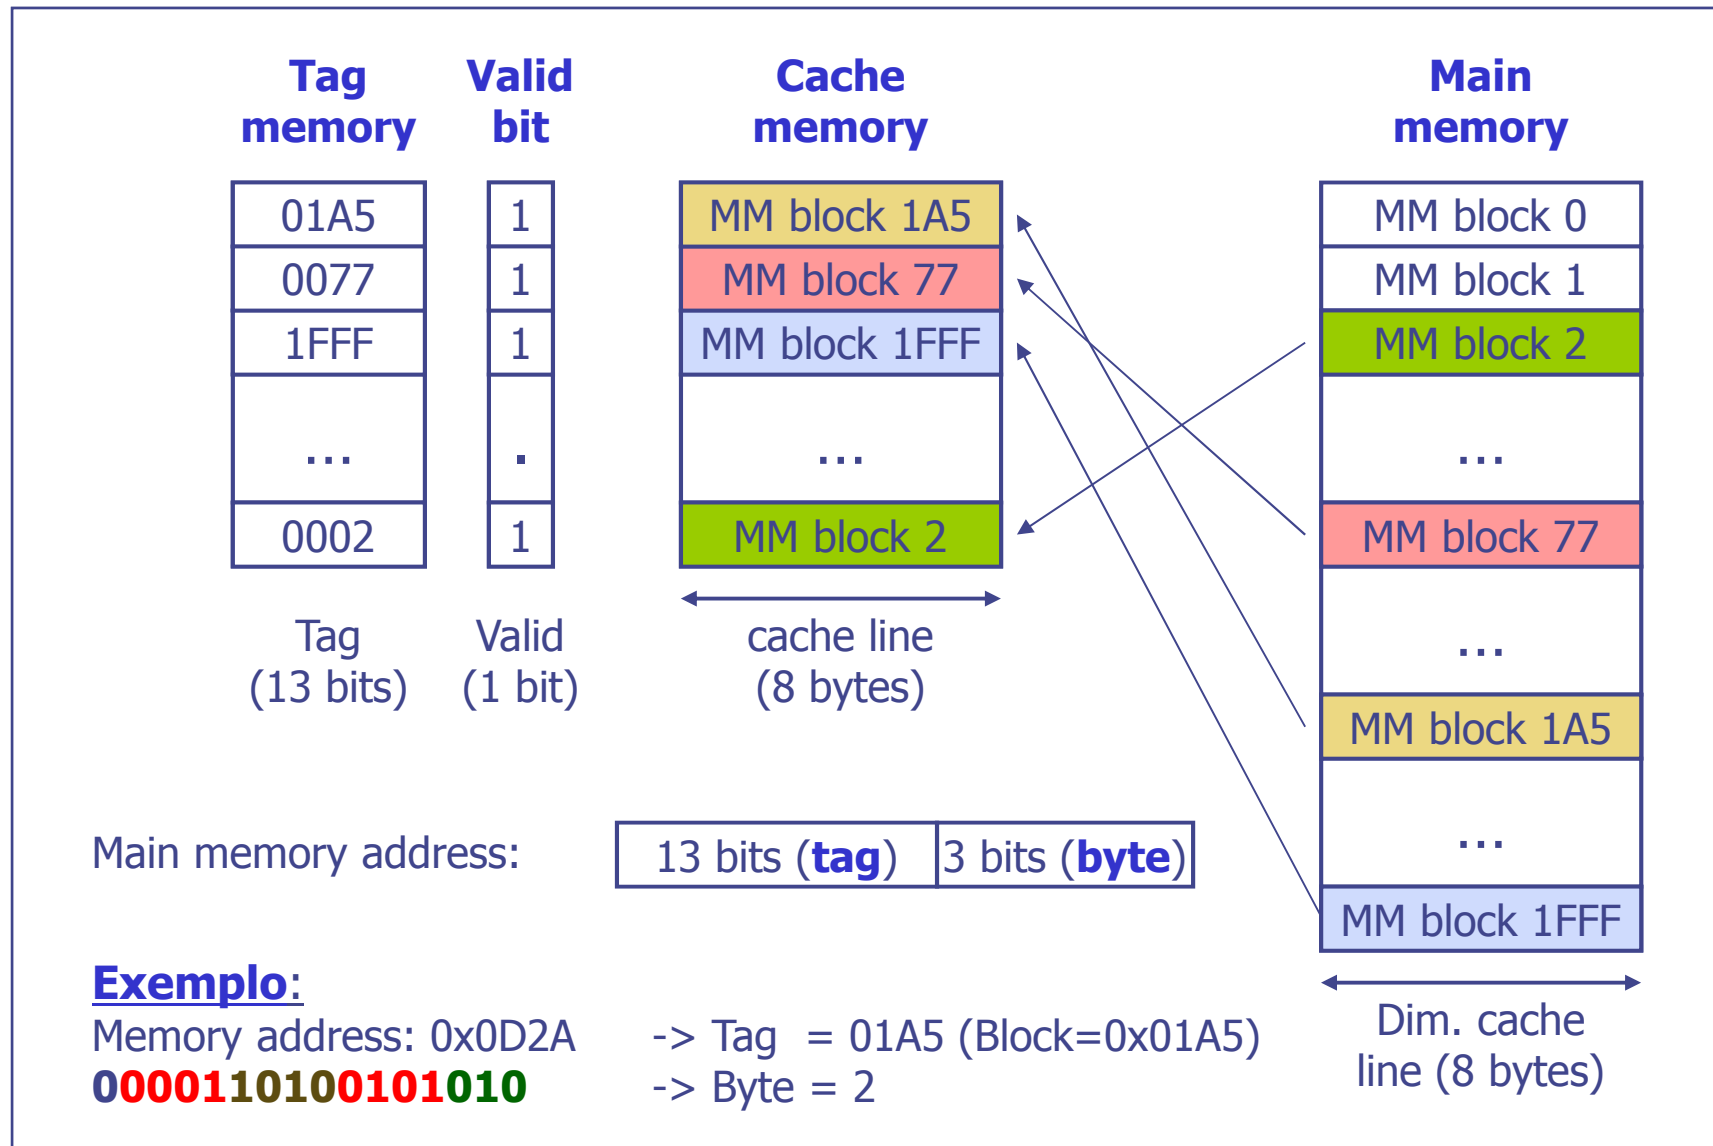 Tag memory
Valid bit
Cache memory
Main memory
01A5
1
MM block 1A5
MM block 0
0077
1
MM block 77
MM block 1
1FFF
1
MM block 1FFF
MM block 2
...
.
...
...
0002
1
MM block 2
MM block 77
Tag
(13 bits)
Valid
(1 bit)
cache line
(8 bytes)
...
MM block 1A5
...
MM block 1FFF
Dim. cache
line (8 bytes)
Main memory address:
13 bits (tag)
3 bits (byte)
Exemplo:
Memory address: 0x0D2A -> Tag = 01A5 (Block=0x01A5)
0000110100101010 -> Byte = 2